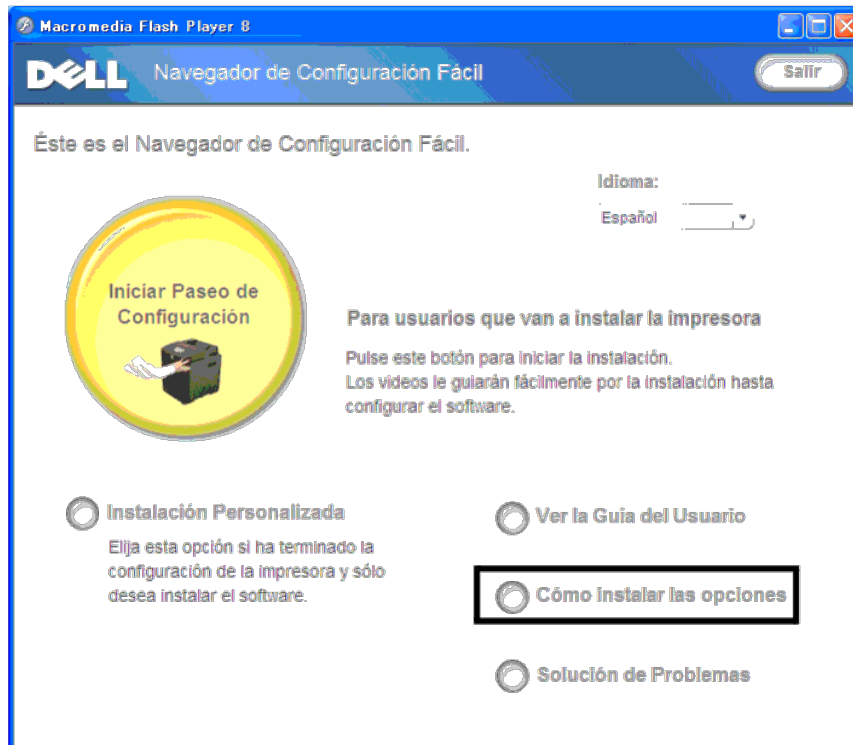 Macromedia Flash Player 8
DELL
Navegador de Configuración Fácil
Salir
Éste es el Navegador de Configuración Fácil.
Idioma:
Español
Iniciar Paseo de
Configuración
Para usuarios que van a instalar la impresora
Pulse este botón para iniciar la instalación.
Los videos le guiarán fácilmente por la instalación hasta
configurar el software.
Instalación Personalizada
Elija esta opción si ha terminado la
configuración de la impresora y sólo
desea instalar el software.
Ver la Guía del Usuario
Cómo instalar las opciones
Solución de Problemas